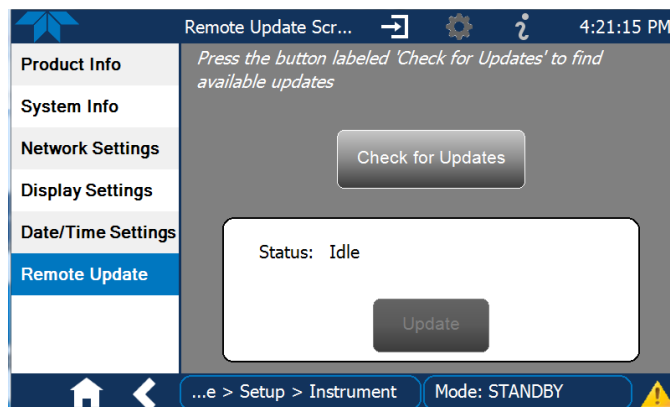 Remote Update Scr...
4:21:15 PM
Product Info
System Info
Network Settings
Display Settings
Date/Time Settings
Remote Update
Press the button labeled 'Check for Updates' to find
available updates
Check for Updates
Status: Idle
Update
...e > Setup > Instrument
Mode: STANDBY